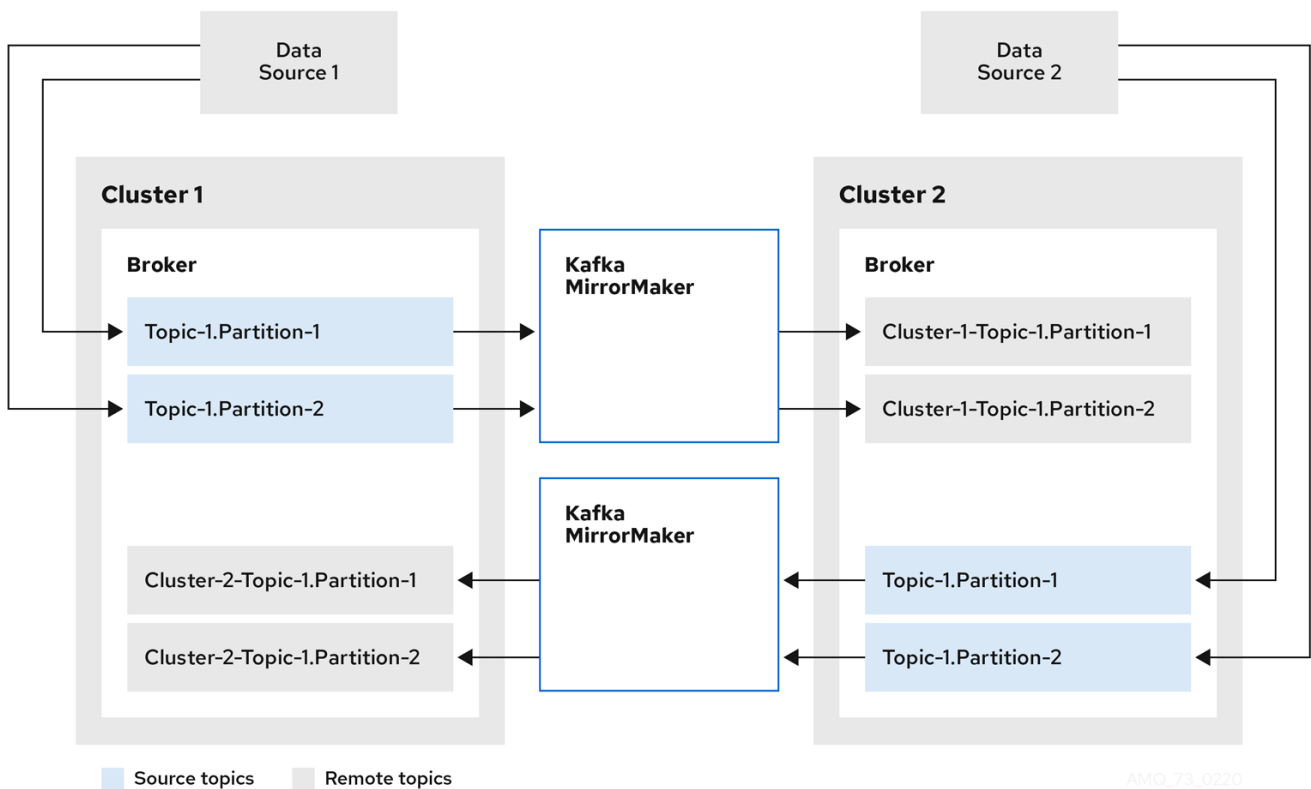 Data
Source 1
Data
Source 2
Cluster 1
Cluster 2
Broker
Kafka
MirrorMaker
Broker
Topic-1.Partition-1
Cluster-1-Topic-1.Partition-1
Topic-1.Partition-2
Cluster-1-Topic-1.Partition-2
Kafka
MirrorMaker
Cluster-2-Topic-1.Partition-1
Topic-1.Partition-1
Cluster-2-Topic-1.Partition-2
Topic-1.Partition-2
Source topics
Remote topics
AMQ_73_0220